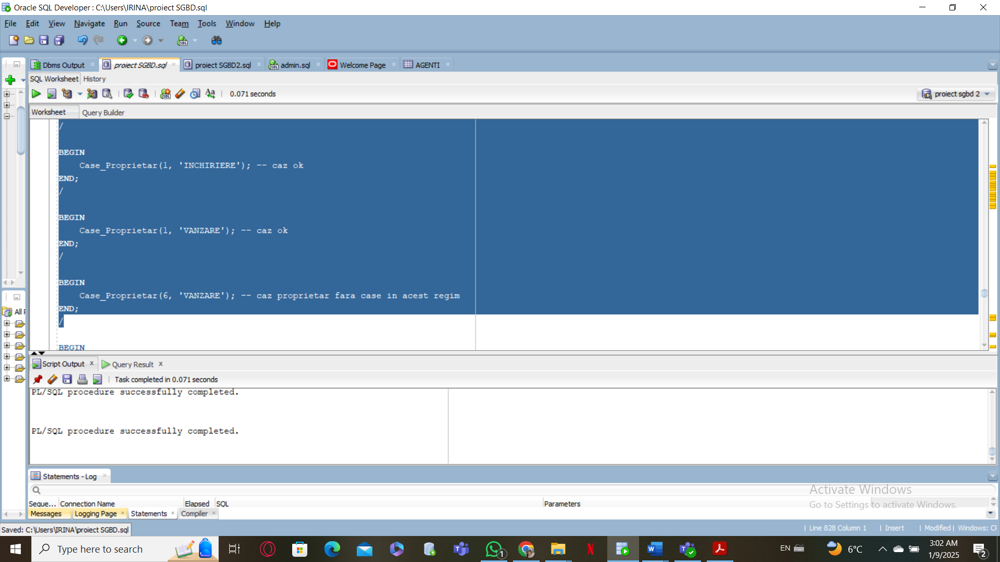 Oracle SQL Developer : C:\Users\IRINA\proiect SGBD.sql
File Edit View Navigate Run Source Team Tools Window Help
Dbms Output proiect SGBD.sql proiect SGBD2.sql admin.sql Welcome Page AGENTI
SQL Worksheet History
0.071 seconds
proiect sgbd 2
Worksheet Query Builder
/
BEGIN
Case_Proprietar(1, 'INCHIRIERE'); -- caz ok
END;
/
BEGIN
Case_Proprietar(1, 'VANZARE'); -- caz ok
END;
/
BEGIN
Case_Proprietar(6, 'VANZARE'); -- caz proprietar fara case in acest regim
END;
/
BEGIN
All
Script Output x Query Result x
Task completed in 0.071 seconds
PL/SQL procedure successfully completed.
PL/SQL procedure successfully completed.
Statements - Log
Activate Windows
Go to Settings to activate Windows.
Seque... Connection Name Elapsed SQL Parameters
Messages Logging Page Statements Compiler
Saved: C:\Users\IRINA\proiect SGBD.sql
Line 828 Column 1 Insert Modified Windows:
Type here to search
1
EN
6°C
3:02 AM
1/9/2025
2